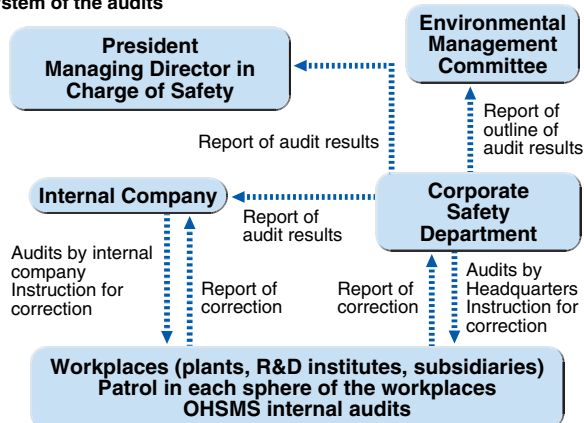 stem of the audits
President
Managing Director in
Charge of Safety
Environmental
Management
Committee
Report of audit results
Report of
outline of
audit results
Internal Company
Report of
audit results
Corporate
Safety
Department
Audits by internal
company
Instruction for
correction
Report of
correction
Report of
correction
Audits by
Headquarters
Instruction for
correction
Workplaces (plants, R&D institutes, subsidiaries)
Patrol in each sphere of the workplaces
OHSMS internal audits